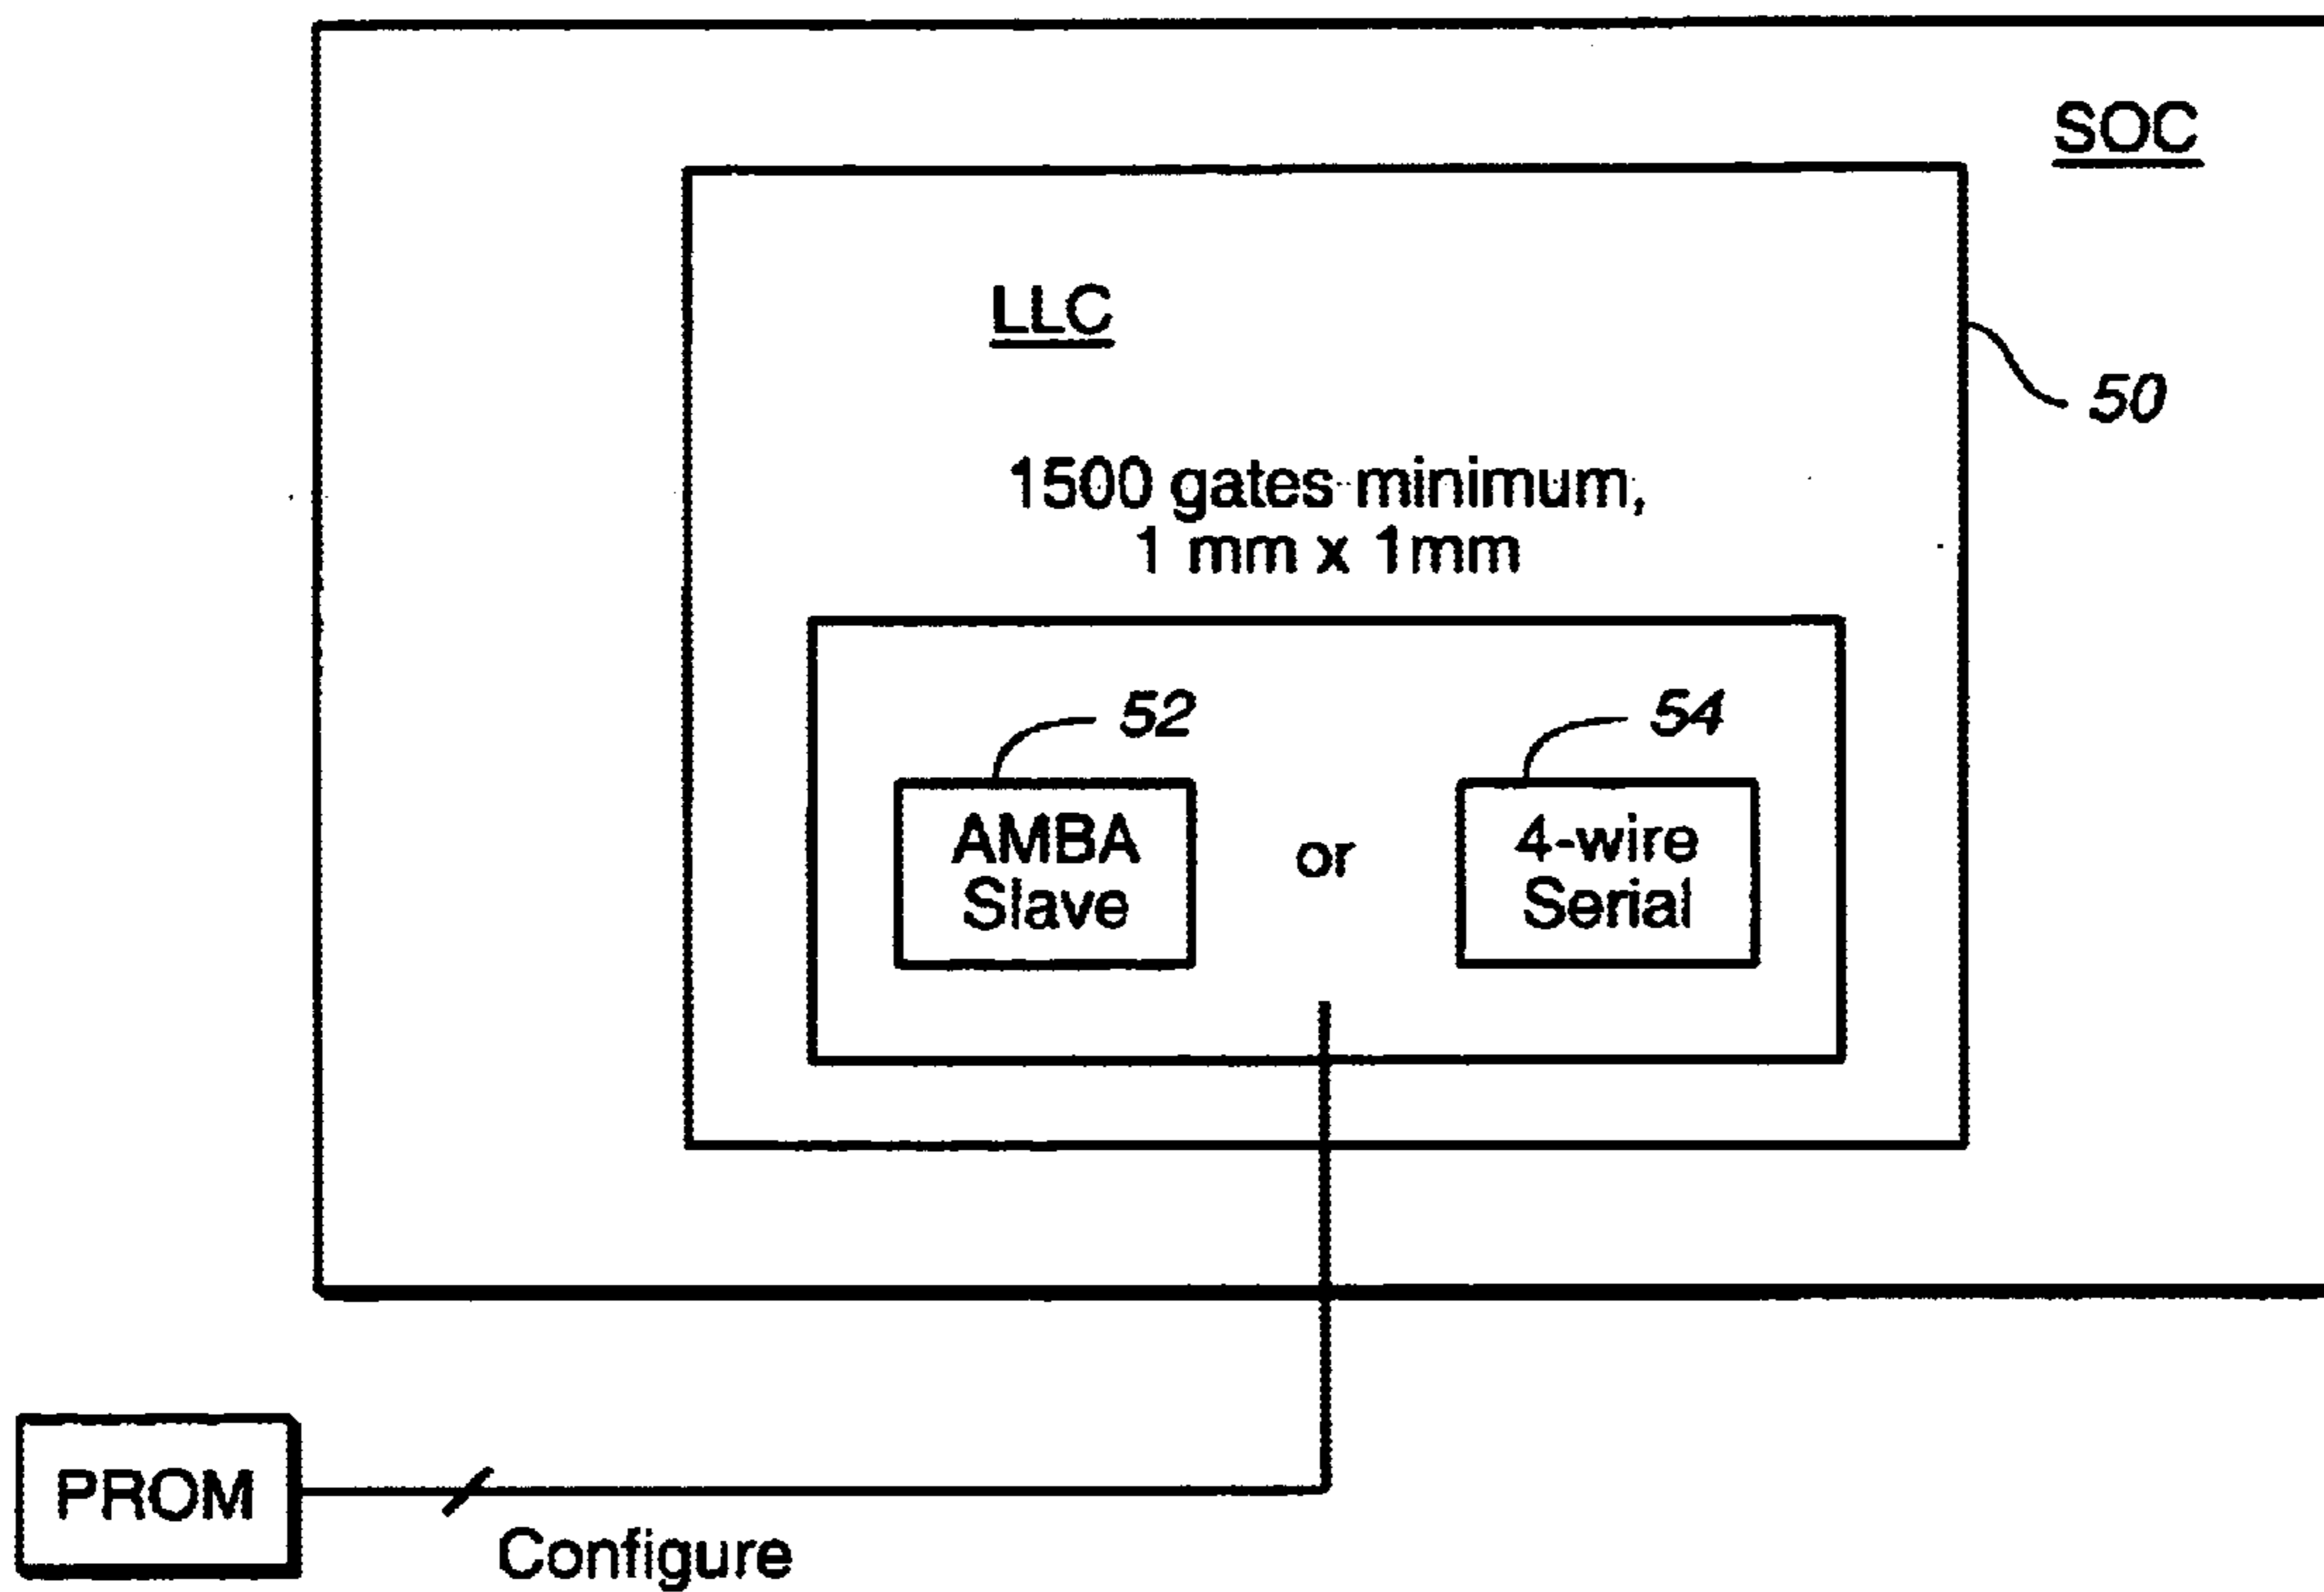 SOC
LLC
50
1500 gates minimum,
1 mm x 1mm
52
54
AMBA
Slave
or
4-wire
Serial
PROM
Configure